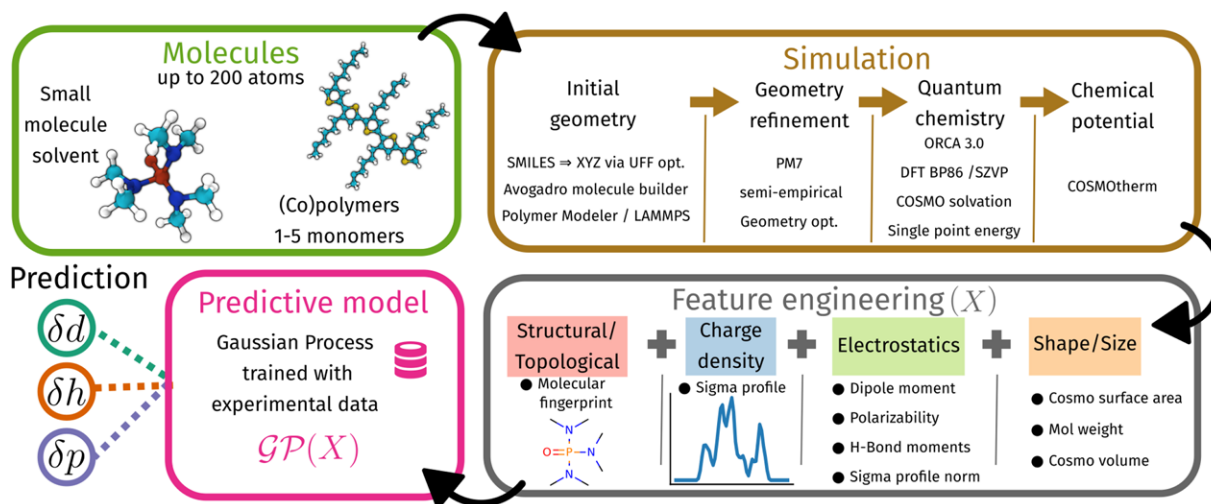 Molecules
up to 200 atoms
Small
molecule
solvent
(Co)polymers
1-5 monomers
Simulation
Initial
geometry
SMILES ⇒ XYZ via UFF opt.
Avogadro molecule builder
Polymer Modeler / LAMMPS
Geometry
refinement
PM7
semi-empirical
Geometry opt.
Quantum
chemistry
ORCA 3.0
DFT BP86 /SZVP
COSMO solvation
Single point energy
Chemical
potential
COSMOtherm
Feature engineering (X)
Structural/
Topological
● Molecular
fingerprint
N
O
P
N
N
Charge
density
● Sigma profile
Electrostatics
● Dipole moment
● Polarizability
● H-Bond moments
● Sigma profile norm
Shape/Size
● Cosmo surface area
● Mol weight
● Cosmo volume
Predictive model
Gaussian Process
trained with
experimental data
𝒢𝒫(X)
Prediction
δd
δh
δp